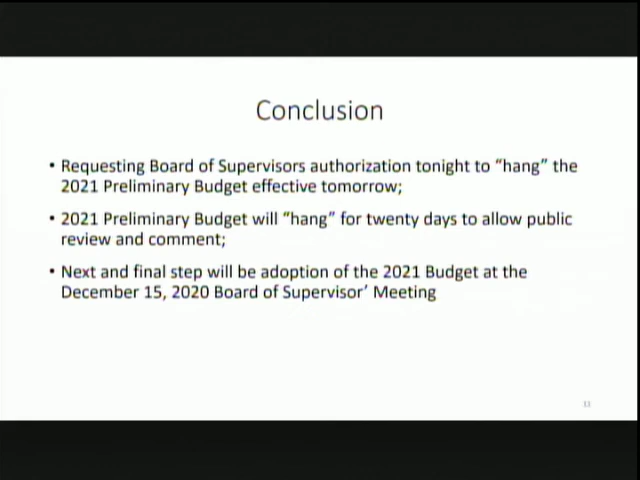 Conclusion
• Requesting Board of Supervisors authorization tonight to “hang” the
2021 Preliminary Budget effective tomorrow;
• 2021 Preliminary Budget will “hang” for twenty days to allow public
review and comment;
• Next and final step will be adoption of the 2021 Budget at the
December 15, 2020 Board of Supervisor’ Meeting
11